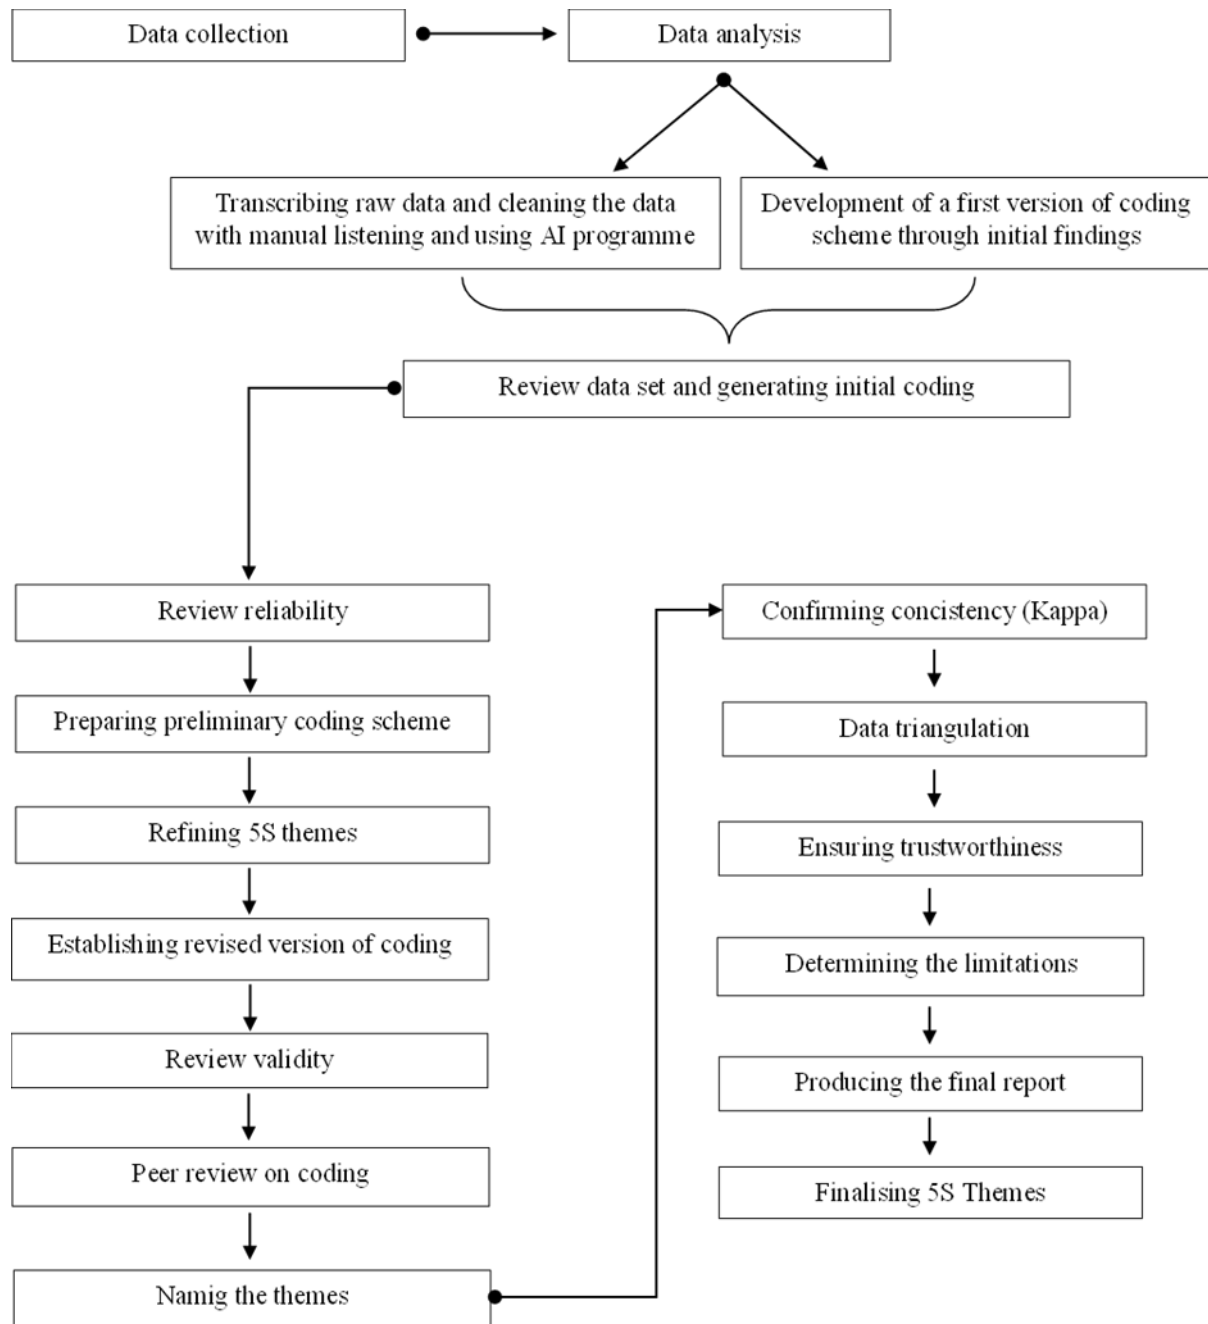 Data collection
Data analysis
Transcribing raw data and cleaning the data
with manual listening and using AI programme
Development of a first version of coding
scheme through initial findings
Review data set and generating initial coding
Review reliability
Preparing preliminary coding scheme
Refining 5S themes
Establishing revised version of coding
Review validity
Peer review on coding
Namig the themes
Confirming concistency (Kappa)
Data triangulation
Ensuring trustworthiness
Determining the limitations
Producing the final report
Finalising 5S Themes